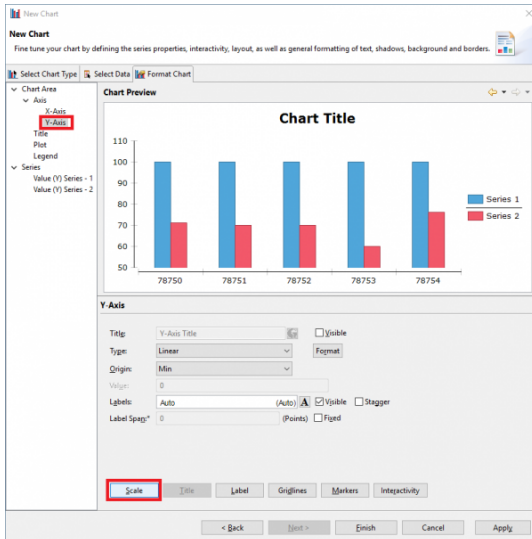 New Chart
New Chart
Fine tune your chart by defining the series properties, interactivity, layout, as well as general formatting of text, shadows, background and borders.
Select Chart Type Select Data Format Chart
Chart Area
Axis
X-Axis
Y-Axis
Title
Plot
Legend
Series
Value (Y) Series - 1
Value (Y) Series - 2
Chart Preview
Chart Title
110
100
90
80
70
60
50
78750 78751 78752 78753 78754
Series 1
Series 2
Y-Axis
Title: Y-Axis Title Visible
Type: Linear Format
Origin: Min
Value: 0
Labels: Auto (Auto) A Visible Stagger
Label Span:* 0 (Points) Fixed
Scale Title Label Gridlines Markers Interactivity
< Back Next > Finish Cancel Apply